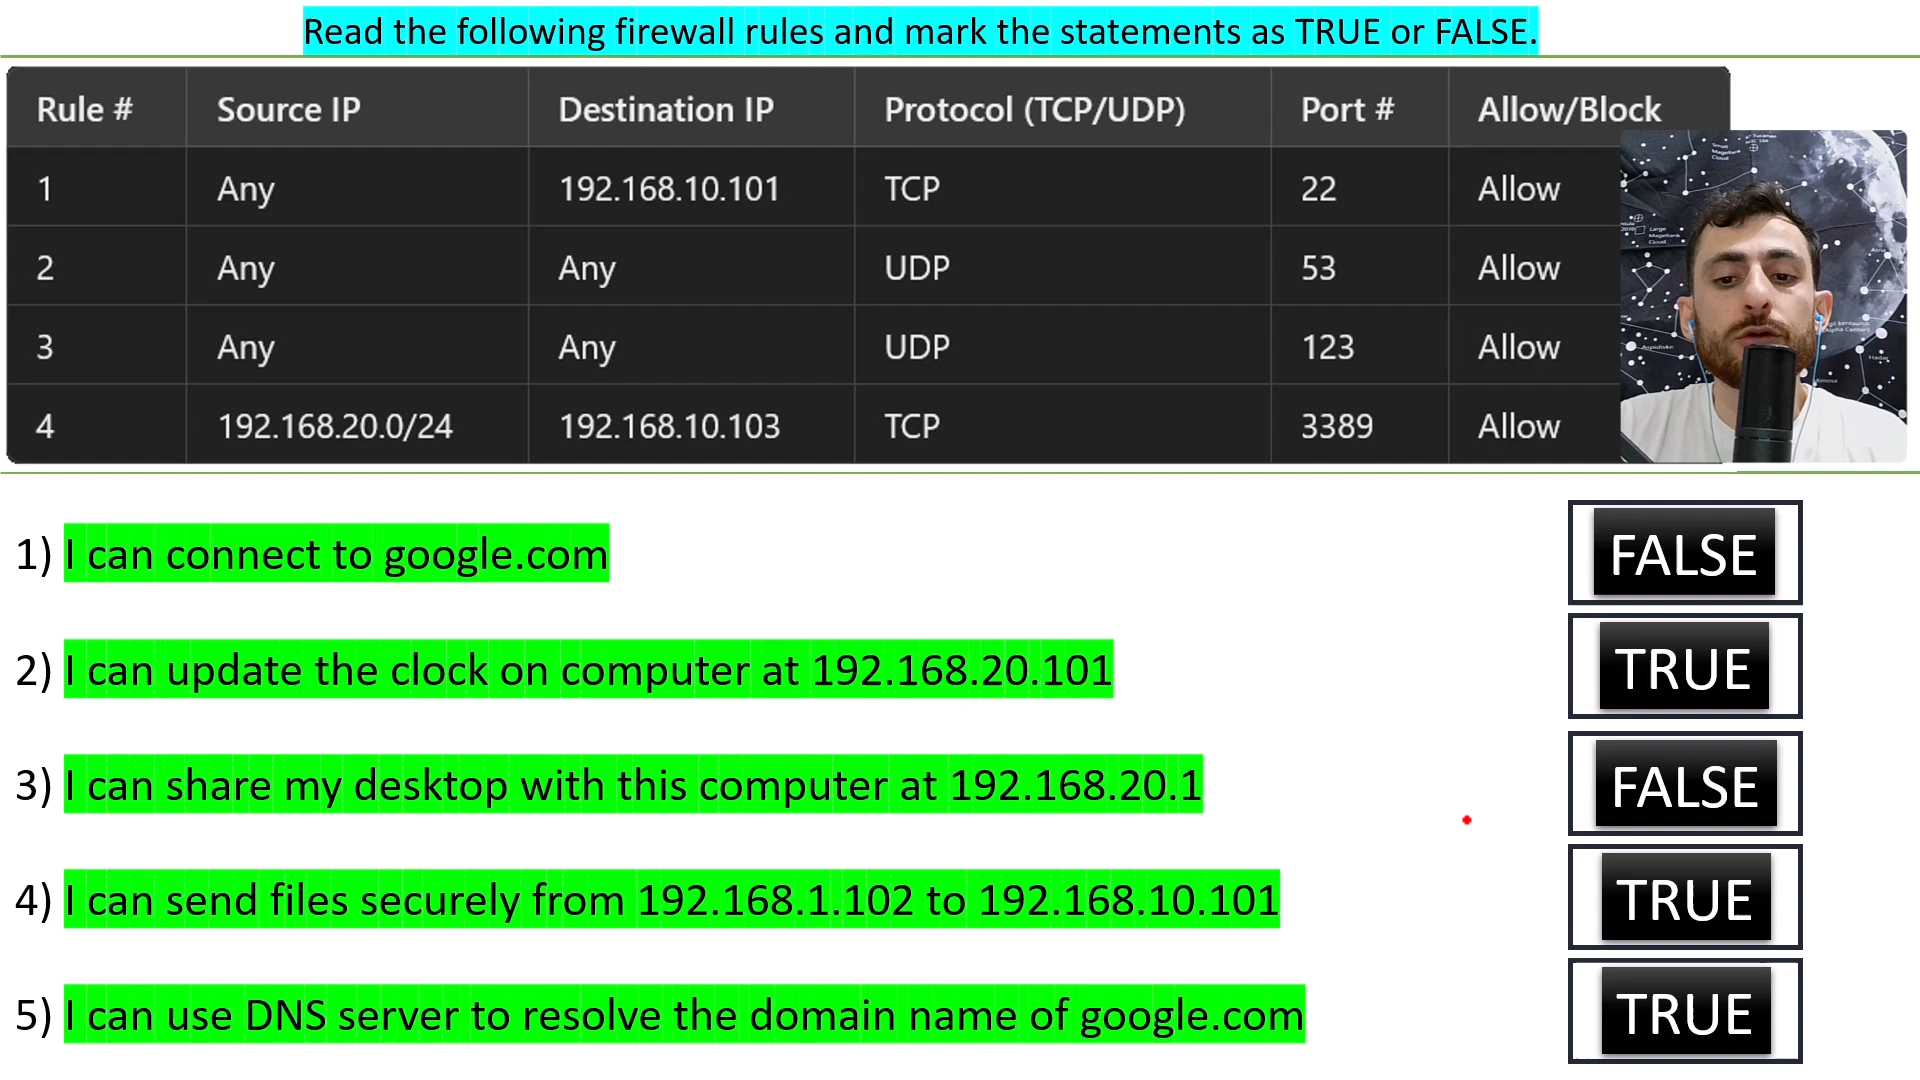 Read the following firewall rules and mark the statements as TRUE or FALSE.
Rule # Source IP Destination IP Protocol (TCP/UDP) Port # Allow/Block
1 Any 192.168.10.101 TCP 22 Allow
2 Any Any UDP 53 Allow
3 Any Any UDP 123 Allow
4 192.168.20.0/24 192.168.10.103 TCP 3389 Allow
Small
Magellanic
Cloud
Large
Magellanic
Cloud
1) I can connect to google.com FALSE
2) I can update the clock on computer at 192.168.20.101 TRUE
3) I can share my desktop with this computer at 192.168.20.1 FALSE
4) I can send files securely from 192.168.1.102 to 192.168.10.101 TRUE
5) I can use DNS server to resolve the domain name of google.com TRUE